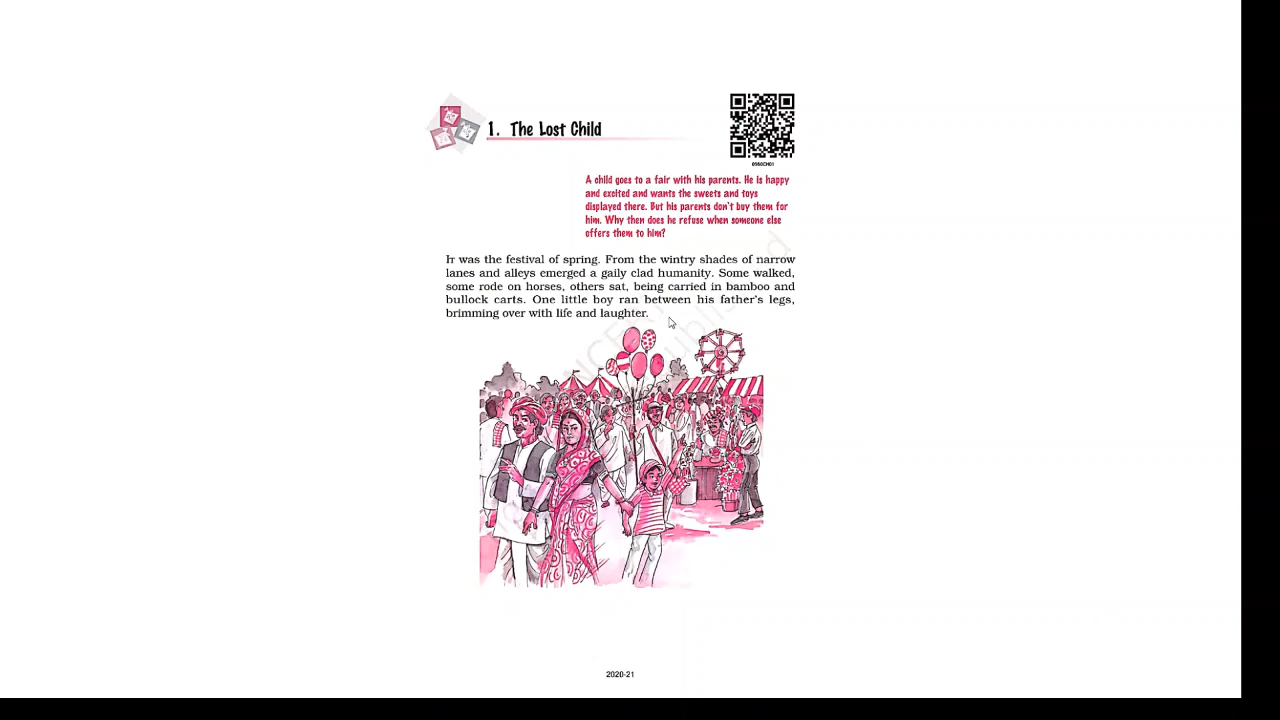 1. The Lost Child
0960CH01
A child goes to a fair with his parents. He is happy
and excited and wants the sweets and toys
displayed there. But his parents don't buy them for
him. Why then does he refuse when someone else
offers them to him?
It was the festival of spring. From the wintry shades of narrow
lanes and alleys emerged a gaily clad humanity. Some walked,
some rode on horses, others sat, being carried in bamboo and
bullock carts. One little boy ran between his father's legs,
brimming over with life and laughter.
2020-21